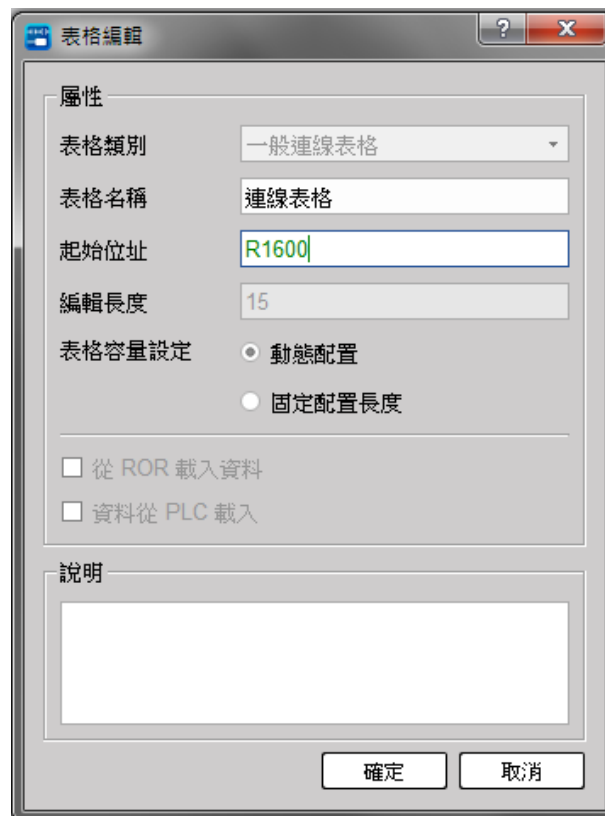 表格編輯
屬性
表格類別 一般連線表格
表格名稱 連線表格
起始位址 R1600
編輯長度 15
表格容量設定 動態配置
固定配置長度
從 ROR 載入資料
資料從 PLC 載入
說明
確定 取消